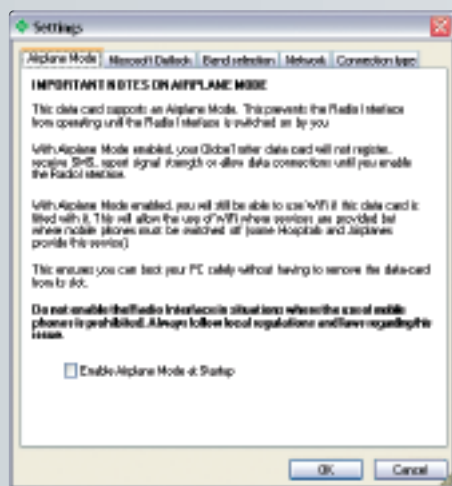 Settings
Airplane Mode Microsoft Outlook Band selection Network Connection type
IMPORTANT NOTES ON AIRPLANE MODE
This data card supports an Airplane Mode. This prevents the Radio Interface
from operating until the Radio Interface is switched on by you
With Airplane Mode enabled, your GlobeTrotter data card will not register,
receive SMS, report signal strength or allow data connections until you enable
the Radio Interface.
With Airplane Mode enabled, you will still be able to use WiFi if this data card is
fitted with it. This will allow the use of WiFi where services are provided but
where mobile phones must be switched off (some Hospitals and Airplanes
provide this service)
This ensures you can boot your PC safely without having to remove the data-card
from its slot.
Do not enable the Radio Interface in situations where the use of mobile
phones is prohibited. Always follow local regulations and laws regarding this
issue.
Enable Airplane Mode at Startup
OK Cancel